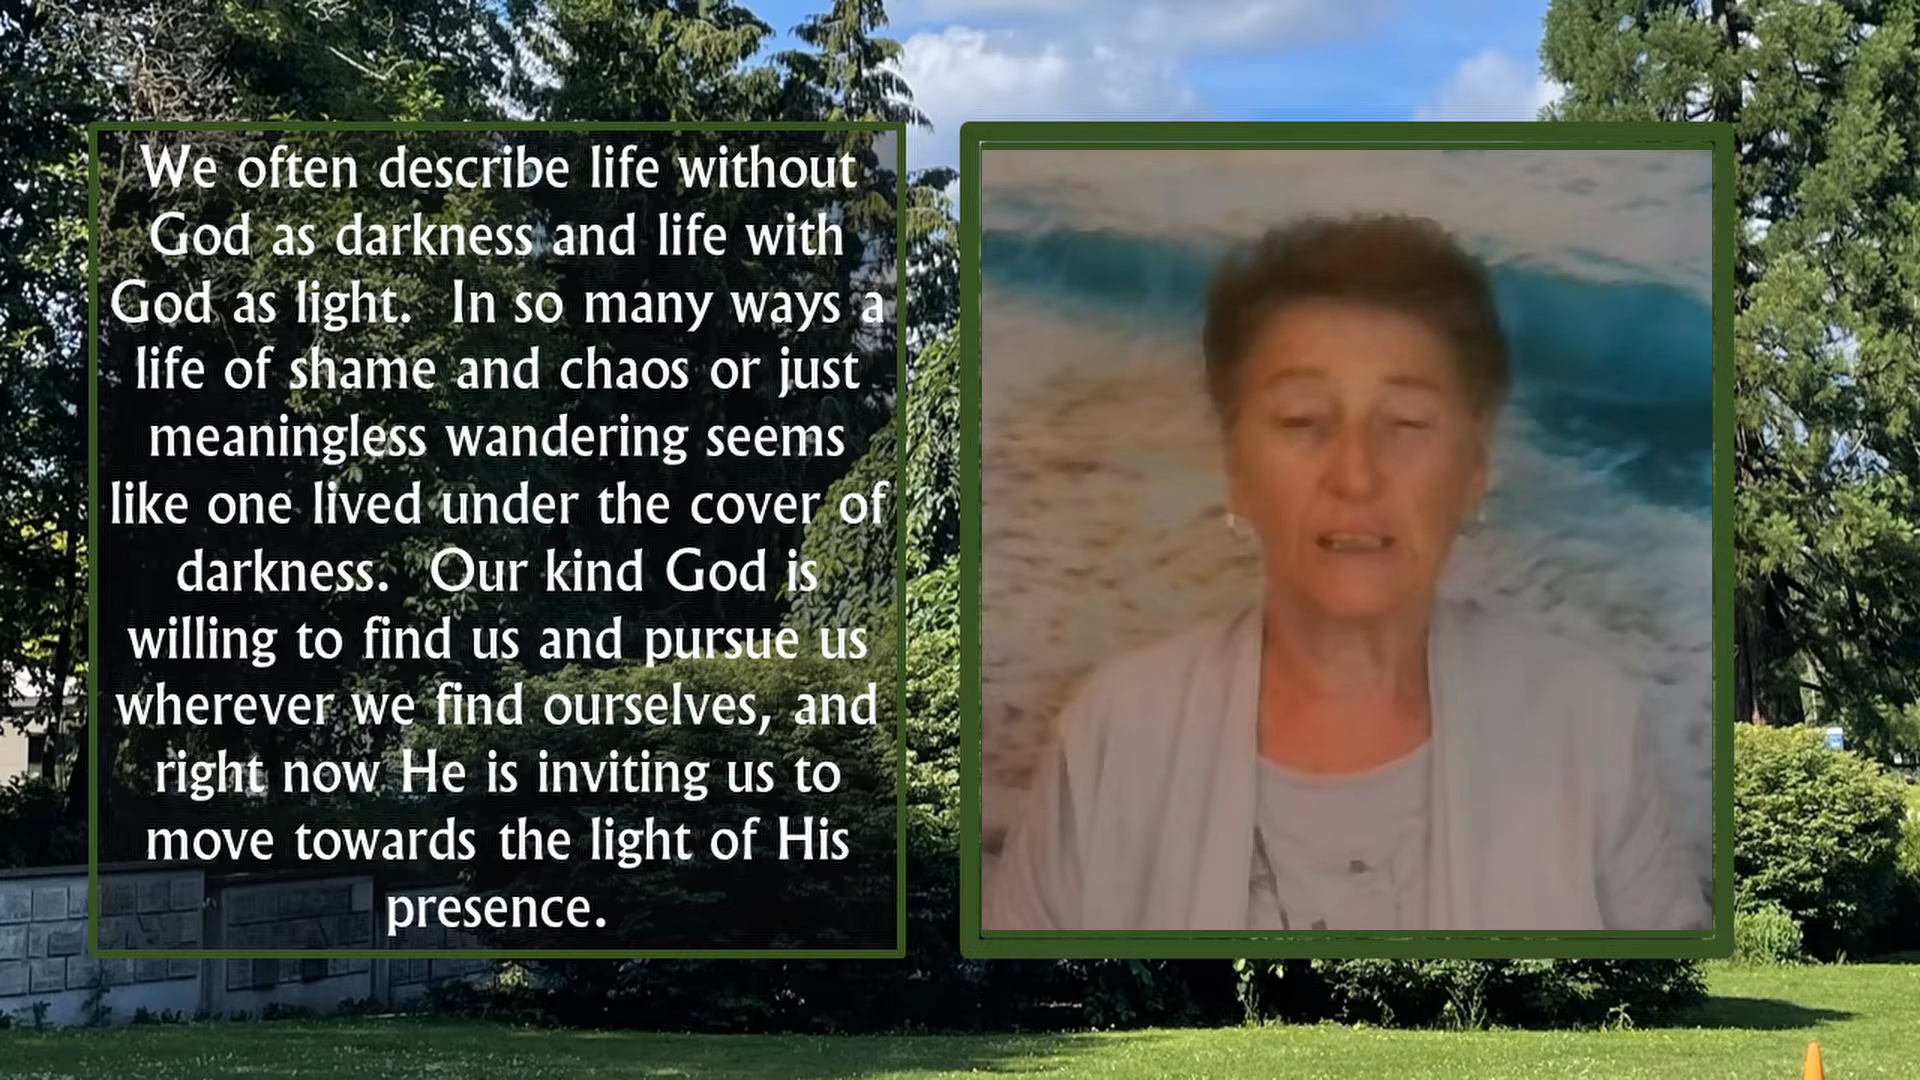 We often describe life without
God as darkness and life with
God as light.  In so many ways a
life of shame and chaos or just
meaningless wandering seems
like one lived under the cover of
darkness.  Our kind God is
willing to find us and pursue us
wherever we find ourselves, and
right now He is inviting us to
move towards the light of His
presence.